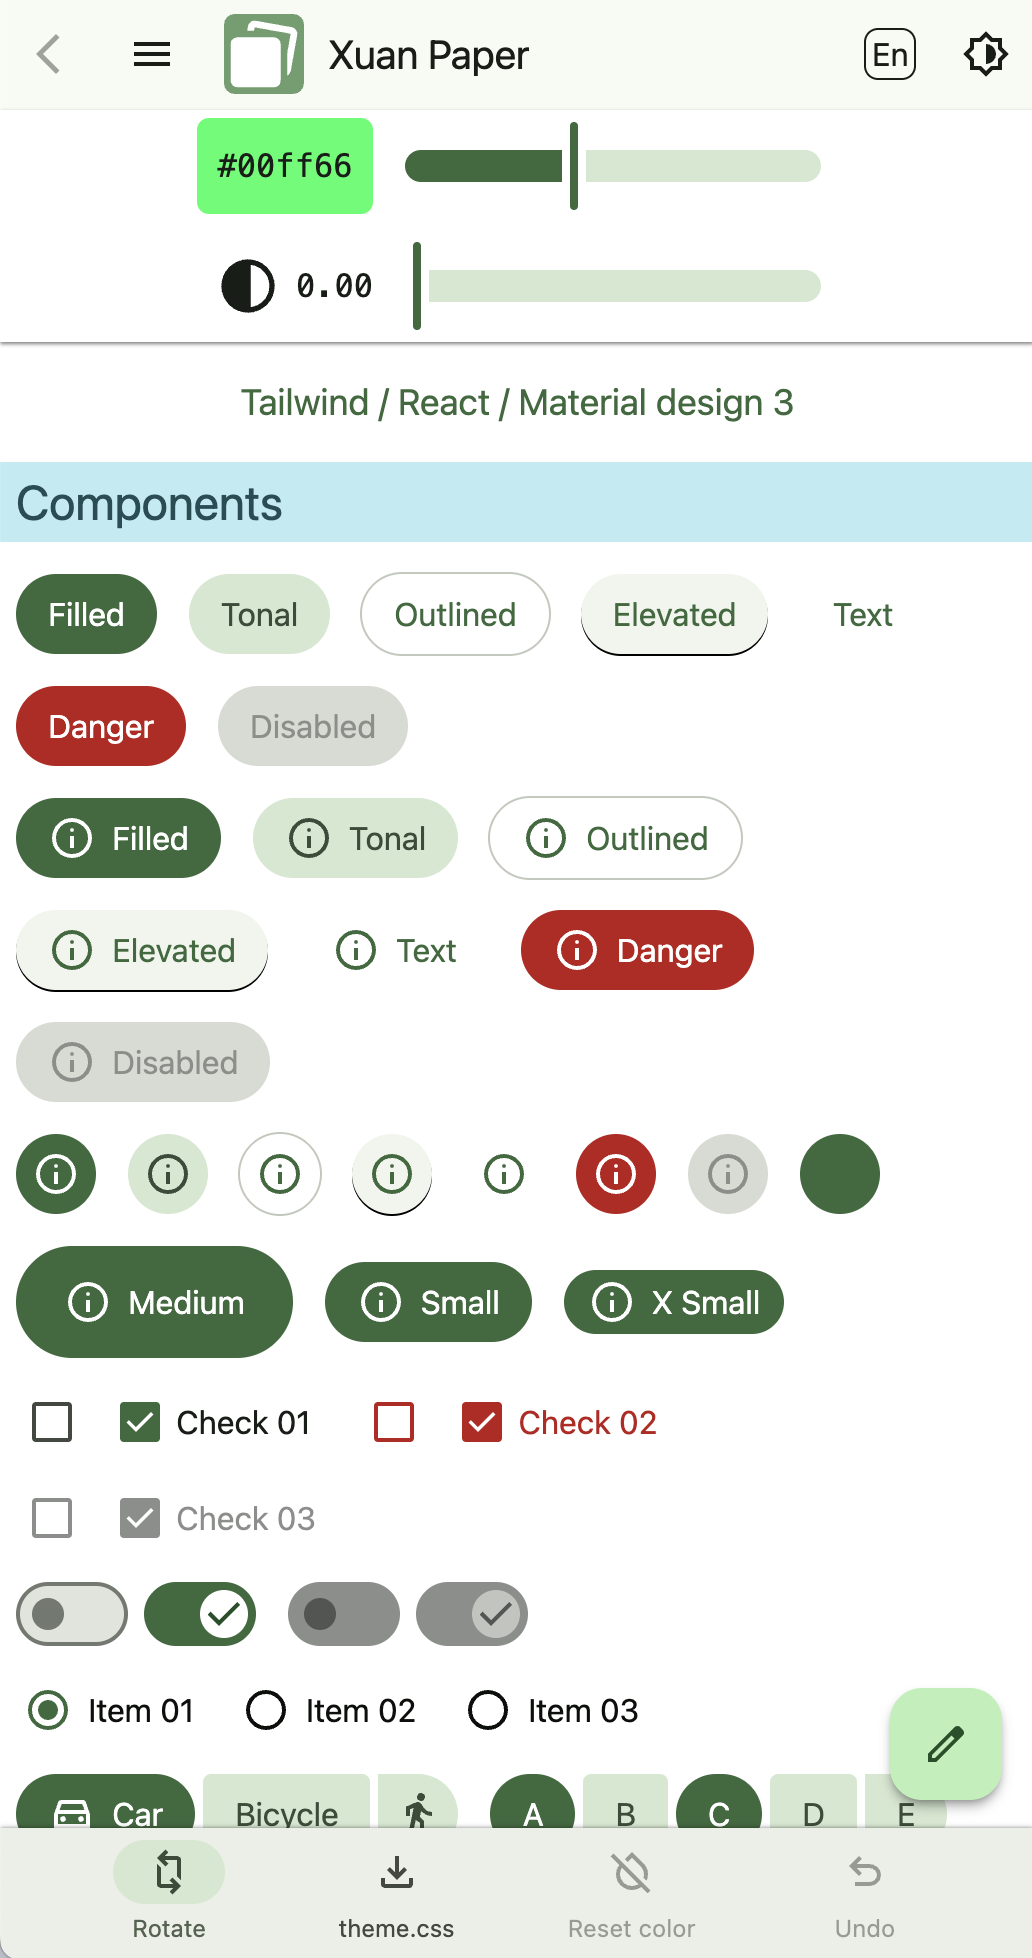 Xuan Paper
En
#00ff66
0.00
Tailwind / React / Material design 3
Components
Filled Tonal Outlined Elevated Text
Danger Disabled
Filled Tonal Outlined
Elevated Text Danger
Disabled
Medium Small X Small
Check 01 Check 02
Check 03
Item 01 Item 02 Item 03
Car Bicycle A B C D E
Rotate theme.css Reset color Undo